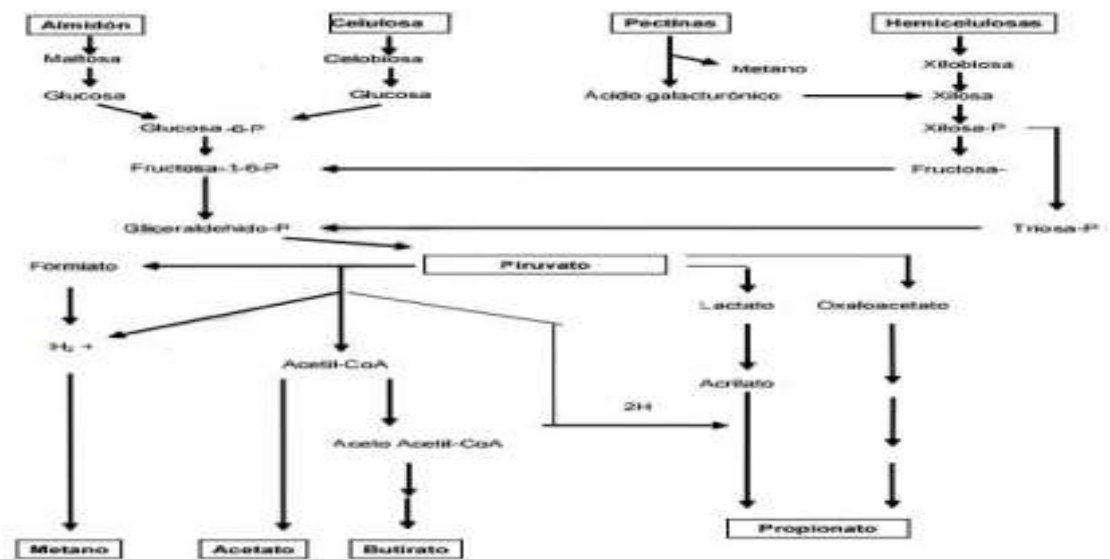 Almidón Celulosa Pectinas Hemicelulosas
Maltosa Celobiosa Metano Xilobiosa
Glucosa Glucosa Ácido galacturónico Xilosa
Glucosa -6-P Xilosa-P
Fructosa-1-6-P Fructosa-
Gliceraldehido-P Triosa-P
Formiato Piruvato
Lactato Oxaloacetato
H₂ +
Acetil-CoA
Acrilato
2H
Aceto Acetil-CoA
Propionato
Metano Acetato Butirato